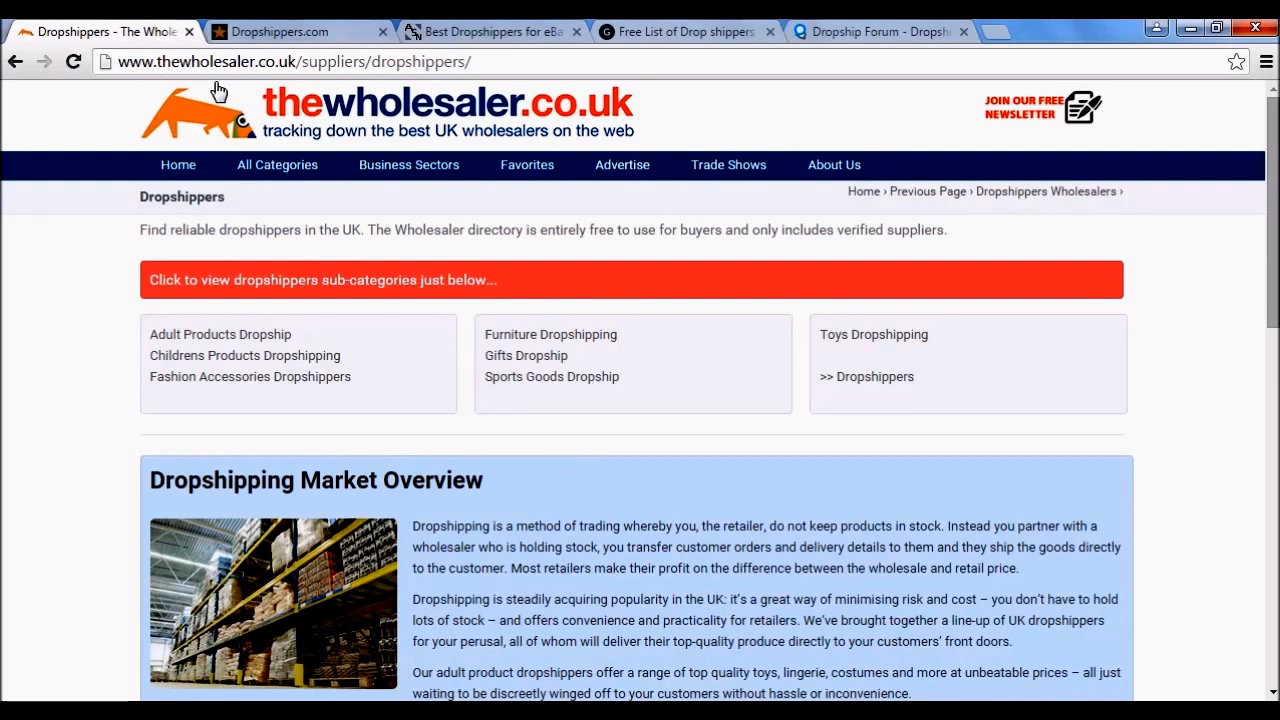 Dropshippers - The Whole
Dropshippers.com
Best Dropshippers for eBa
Free List of Drop shippers
Dropship Forum - Dropshi
www.thewholesaler.co.uk/suppliers/dropshippers/
thewholesaler.co.uk
tracking down the best UK wholesalers on the web
JOIN OUR FREE
NEWSLETTER
Home
All Categories
Business Sectors
Favorites
Advertise
Trade Shows
About Us
Dropshippers
Home › Previous Page › Dropshippers Wholesalers ›
Find reliable dropshippers in the UK. The Wholesaler directory is entirely free to use for buyers and only includes verified suppliers.
Click to view dropshippers sub-categories just below...
Adult Products Dropship
Childrens Products Dropshipping
Fashion Accessories Dropshippers
Furniture Dropshipping
Gifts Dropship
Sports Goods Dropship
Toys Dropshipping
>> Dropshippers
Dropshipping Market Overview
Dropshipping is a method of trading whereby you, the retailer, do not keep products in stock. Instead you partner with a
wholesaler who is holding stock, you transfer customer orders and delivery details to them and they ship the goods directly
to the customer. Most retailers make their profit on the difference between the wholesale and retail price.
Dropshipping is steadily acquiring popularity in the UK: it's a great way of minimising risk and cost – you don't have to hold
lots of stock – and offers convenience and practicality for retailers. We've brought together a line-up of UK dropshippers
for your perusal, all of whom will deliver their top-quality produce directly to your customers' front doors.
Our adult product dropshippers offer a range of top quality toys, lingerie, costumes and more at unbeatable prices – all just
waiting to be discreetly winged off to your customers without hassle or inconvenience.